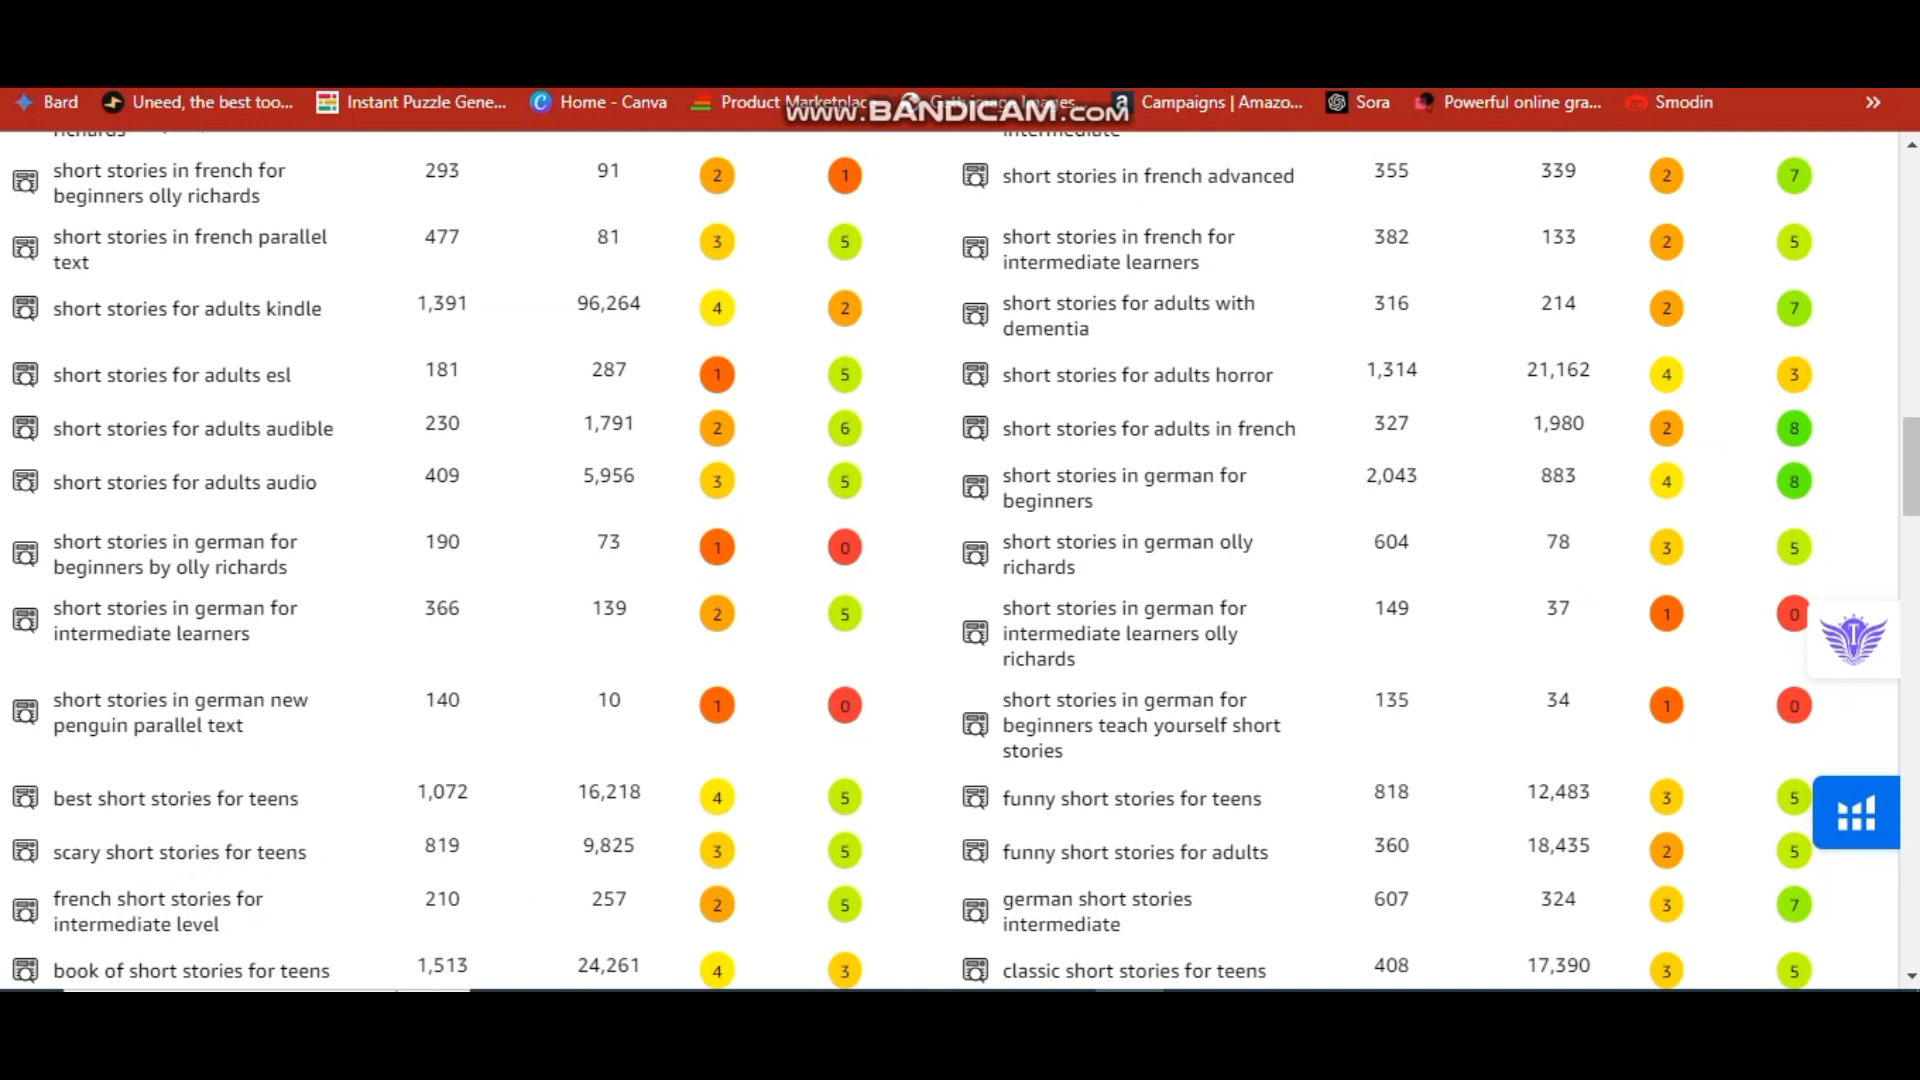 Bard
Uneed, the best too...
Instant Puzzle Gene...
Home - Canva
Product Marketplace
Campaigns | Amazo...
Sora
Powerful online gra...
Smodin
»
WWW.BANDICAM.COM
richards
intermediate
short stories in french for
beginners olly richards
293
91
2
1
short stories in french advanced
355
339
2
7
short stories in french parallel
text
477
81
3
5
short stories in french for
intermediate learners
382
133
2
5
short stories for adults kindle
1,391
96,264
4
2
short stories for adults with
dementia
316
214
2
7
short stories for adults esl
181
287
1
5
short stories for adults horror
1,314
21,162
4
3
short stories for adults audible
230
1,791
2
6
short stories for adults in french
327
1,980
2
8
short stories for adults audio
409
5,956
3
5
short stories in german for
beginners
2,043
883
4
8
short stories in german for
beginners by olly richards
190
73
1
0
short stories in german olly
richards
604
78
3
5
short stories in german for
intermediate learners
366
139
2
5
short stories in german for
intermediate learners olly
richards
149
37
1
0
short stories in german new
penguin parallel text
140
10
1
0
short stories in german for
beginners teach yourself short
stories
135
34
1
0
best short stories for teens
1,072
16,218
4
5
funny short stories for teens
818
12,483
3
5
scary short stories for teens
819
9,825
3
5
funny short stories for adults
360
18,435
2
5
french short stories for
intermediate level
210
257
2
5
german short stories
intermediate
607
324
3
7
book of short stories for teens
1,513
24,261
4
3
classic short stories for teens
408
17,390
3
5